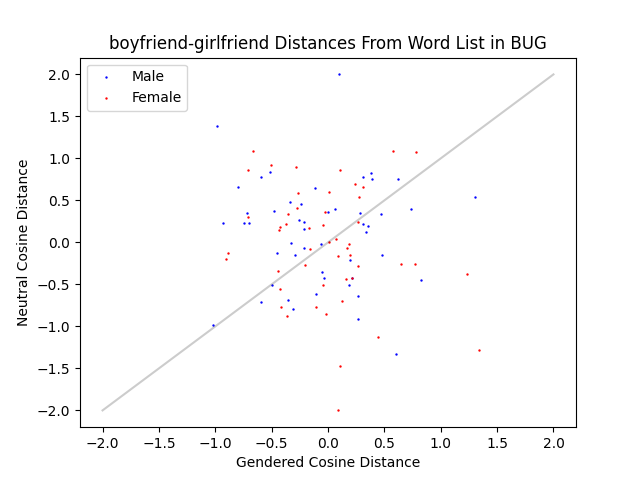 boyfriend-girlfriend Distances From Word List in BUG
Male
Female
2.0
1.5
1.0
0.5
0.0
−0.5
−1.0
−1.5
−2.0
Neutral Cosine Distance
−2.0 −1.5 −1.0 −0.5 0.0 0.5 1.0 1.5 2.0
Gendered Cosine Distance